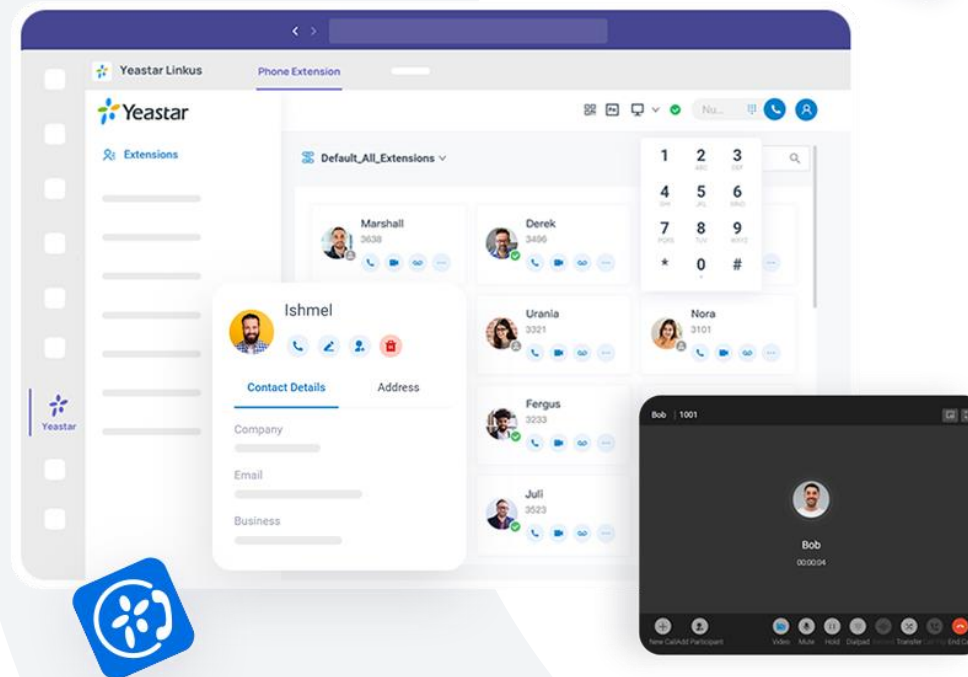 Yeastar Linkus
Phone Extension
Yeastar
Nu...
Extensions
Default_All_Extensions
1 2 3
ABC DEF
4 5 6
GHI JKL MNO
7 8 9
PQRS TUV WXYZ
* 0 #
Marshall
3638
Derek
3496
Ishmel
Contact Details
Address
Company
Email
Business
Urania
3321
Nora
3101
Fergus
3233
Juli
3523
Yeastar
Bob | 1001
Bob
00:00:04
New Call
Add Participant
Video
Mute
Hold
Dialpad
Record
Transfer
Call Flip
End Call